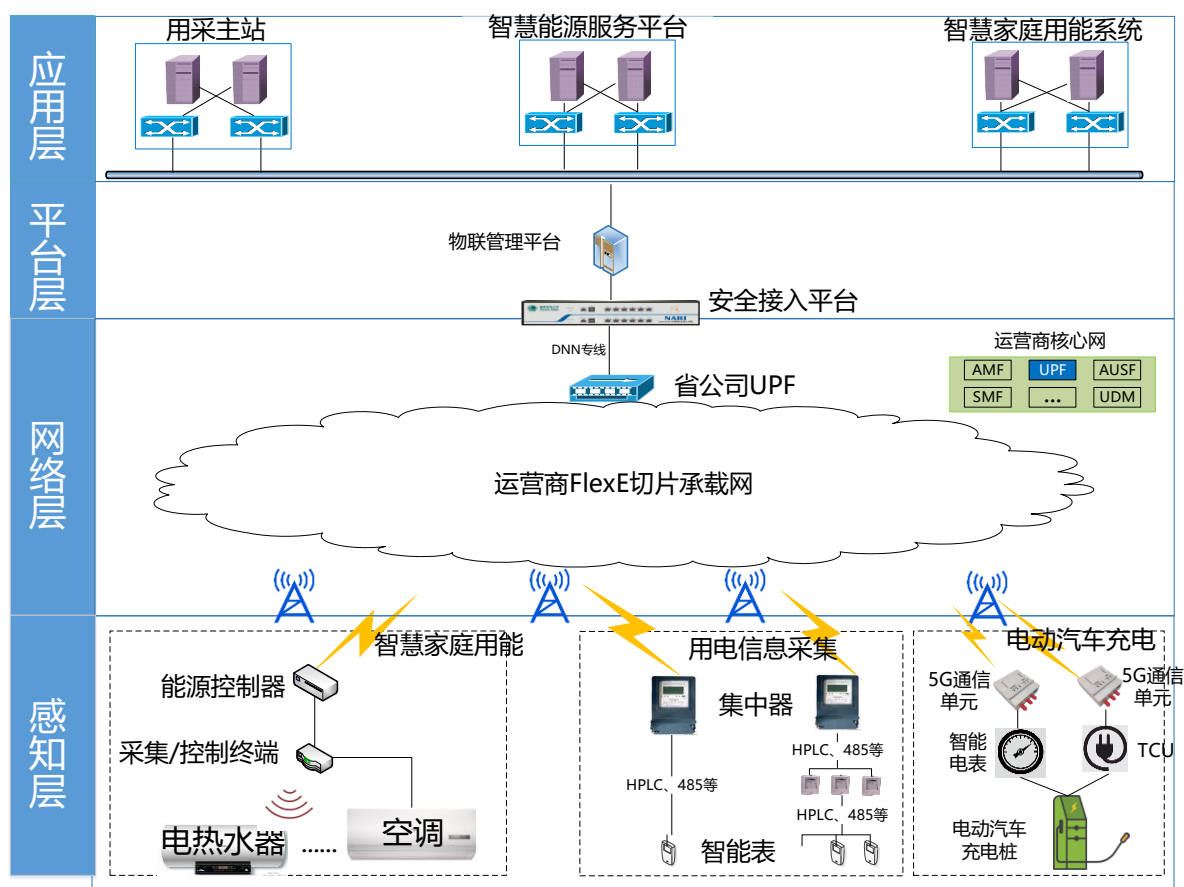 应用层
用采主站
智慧能源服务平台
智慧家庭用能系统
平台层
物联管理平台
安全接入平台
NARI
网络层
DNN专线
省公司UPF
运营商核心网
AMF
UPF
AUSF
SMF
...
UDM
运营商FlexE切片承载网
感知层
智慧家庭用能
能源控制器
采集/控制终端
电热水器
......
空调
用电信息采集
集中器
HPLC、485等
HPLC、485等
HPLC、485等
智能表
电动汽车充电
5G通信
单元
5G通信
单元
智能
电表
TCU
电动汽车
充电桩